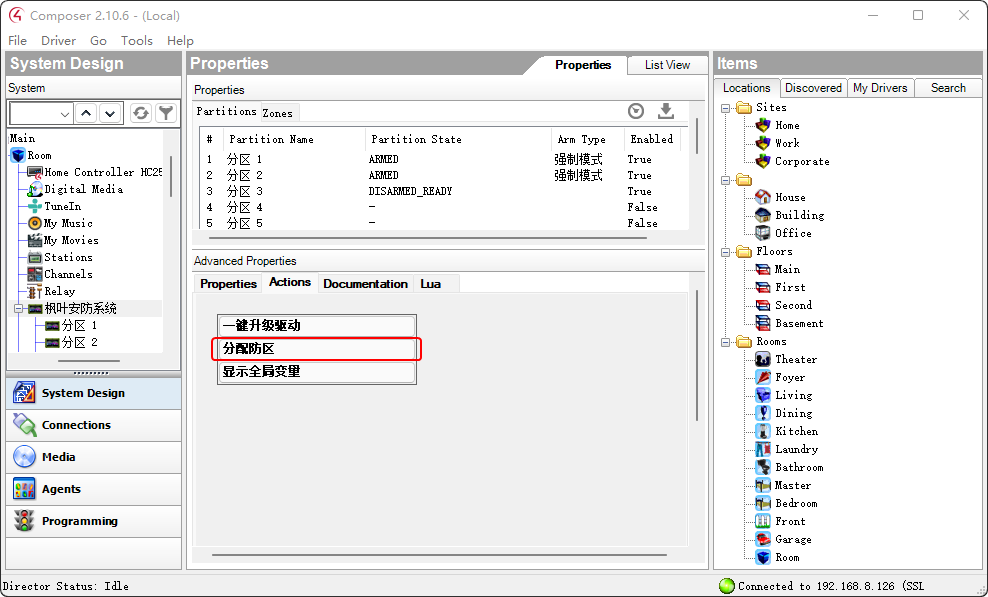 Composer 2.10.6 - (Local)
File Driver Go Tools Help
System Design
System
Main
Room
Home Controller HC25
Digital Media
TuneIn
My Music
My Movies
Stations
Channels
Relay
枫叶安防系统
分区 1
分区 2
System Design
Connections
Media
Agents
Programming
Properties
Properties List View
Properties
Partitions Zones
# Partition Name Partition State Arm Type Enabled
1 分区 1 ARMED 强制模式 True
2 分区 2 ARMED 强制模式 True
3 分区 3 DISARMED_READY True
4 分区 4 - False
5 分区 5 - False
Advanced Properties
Properties Actions Documentation Lua
一键升级驱动
分配防区
显示全局变量
Items
Locations Discovered My Drivers Search
Sites
Home
Work
Corporate
House
Building
Office
Floors
Main
First
Second
Basement
Rooms
Theater
Foyer
Living
Dining
Kitchen
Laundry
Bathroom
Master
Bedroom
Front
Garage
Room
Director Status: Idle
Connected to 192.168.8.126 (SSL